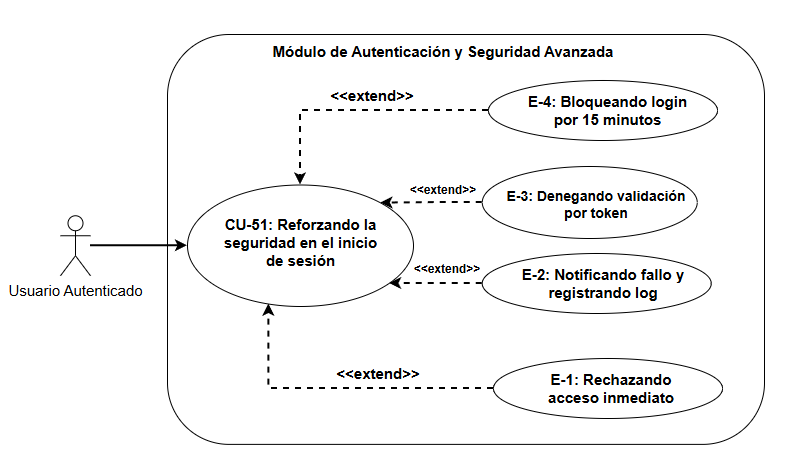 Módulo de Autenticación y Seguridad Avanzada
<<extend>>
E-4: Bloqueando login
por 15 minutos
<<extend>>
E-3: Denegando validación
por token
CU-51: Reforzando la
seguridad en el inicio
de sesión
<<extend>>
E-2: Notificando fallo y
registrando log
Usuario Autenticado
<<extend>>
E-1: Rechazando
acceso inmediato